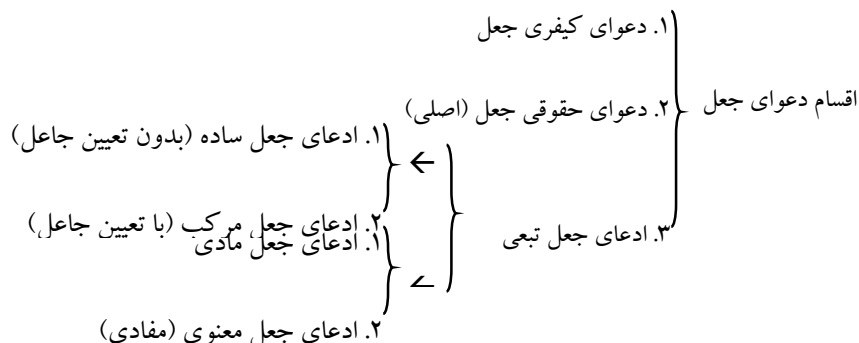 اقسام دعوای جعل
۱. دعوای کیفری جعل
۲. دعوای حقوقی جعل (اصلی)
۳. ادعای جعل تبعی
۱. ادعای جعل ساده (بدون تعیین جاعل)
۲. ادعای جعل مرکب (با تعیین جاعل)
۱. ادعای جعل مادی
۲. ادعای جعل معنوی (مفادی)